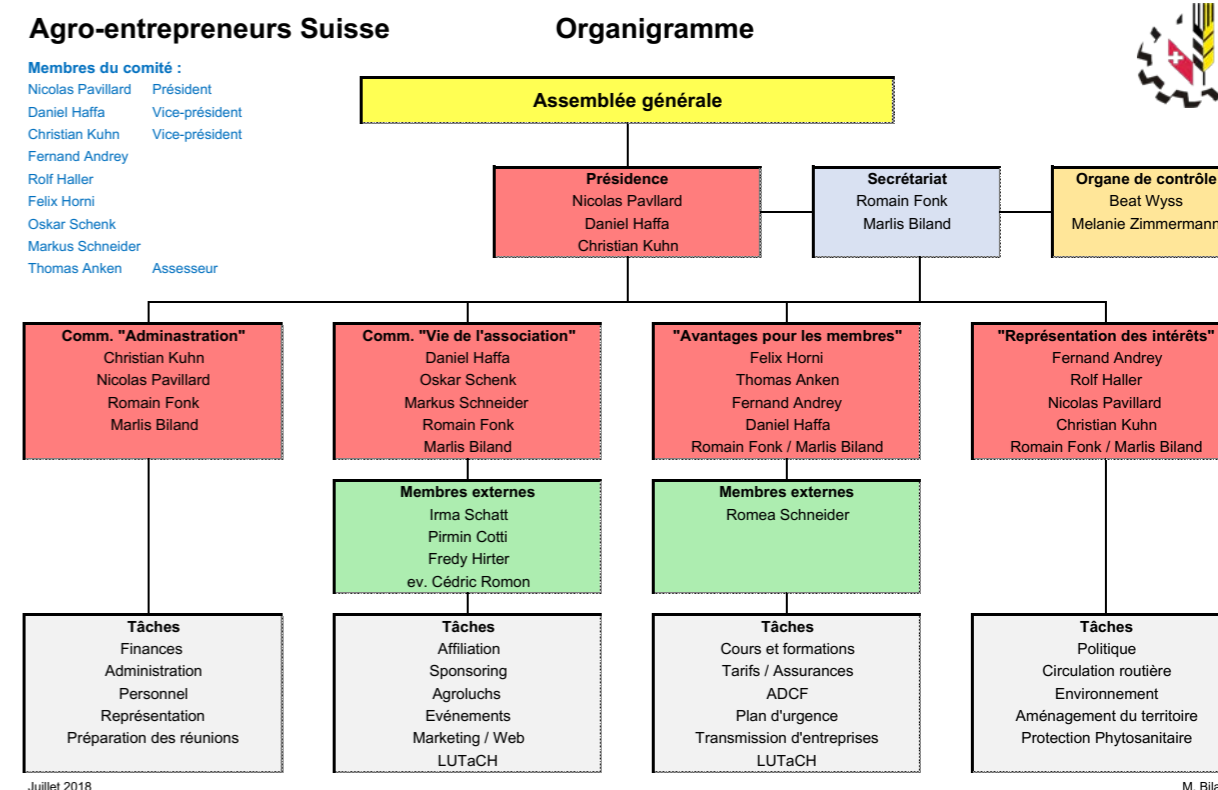 Agro-entrepreneurs Suisse Organigramme
Membres du comité :
Nicolas Pavillard Président
Daniel Haffa Vice-président
Christian Kuhn Vice-président
Fernand Andrey
Rolf Haller
Felix Horni
Oskar Schenk
Markus Schneider
Thomas Anken Assesseur
Assemblée générale
Présidence
Nicolas Pavllard
Daniel Haffa
Christian Kuhn
Secrétariat
Romain Fonk
Marlis Biland
Organe de contrôle
Beat Wyss
Melanie Zimmermann
Comm. "Adminastration"
Christian Kuhn
Nicolas Pavillard
Romain Fonk
Marlis Biland
Comm. "Vie de l'association"
Daniel Haffa
Oskar Schenk
Markus Schneider
Romain Fonk
Marlis Biland
"Avantages pour les membres"
Felix Horni
Thomas Anken
Fernand Andrey
Daniel Haffa
Romain Fonk / Marlis Biland
"Représentation des intérêts"
Fernand Andrey
Rolf Haller
Nicolas Pavillard
Christian Kuhn
Romain Fonk / Marlis Biland
Membres externes
Irma Schatt
Pirmin Cotti
Fredy Hirter
ev. Cédric Romon
Membres externes
Romea Schneider
Tâches
Finances
Administration
Personnel
Représentation
Préparation des réunions
Tâches
Affiliation
Sponsoring
Agroluchs
Evénements
Marketing / Web
LUTaCH
Tâches
Cours et formations
Tarifs / Assurances
ADCF
Plan d'urgence
Transmission d'entreprises
LUTaCH
Tâches
Politique
Circulation routière
Environnement
Aménagement du territoire
Protection Phytosanitaire
Juillet 2018
M. Bila